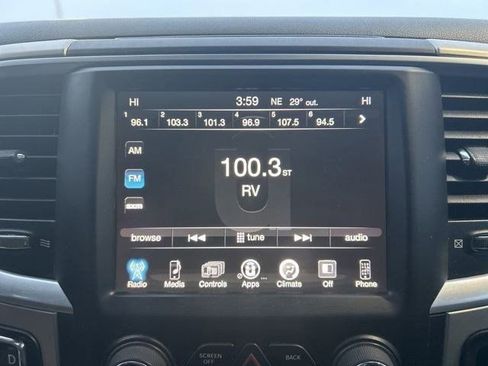 HI 3:59 NE 29° out. HI
1 96.1 2 103.3 3 101.3 4 96.9 5 107.5 6 94.5
AM
100.3 ST
FM
RV
sxm
browse tune audio
Radio Media Controls Apps Climate Off Phone
D
SCREEN OFF
BACK